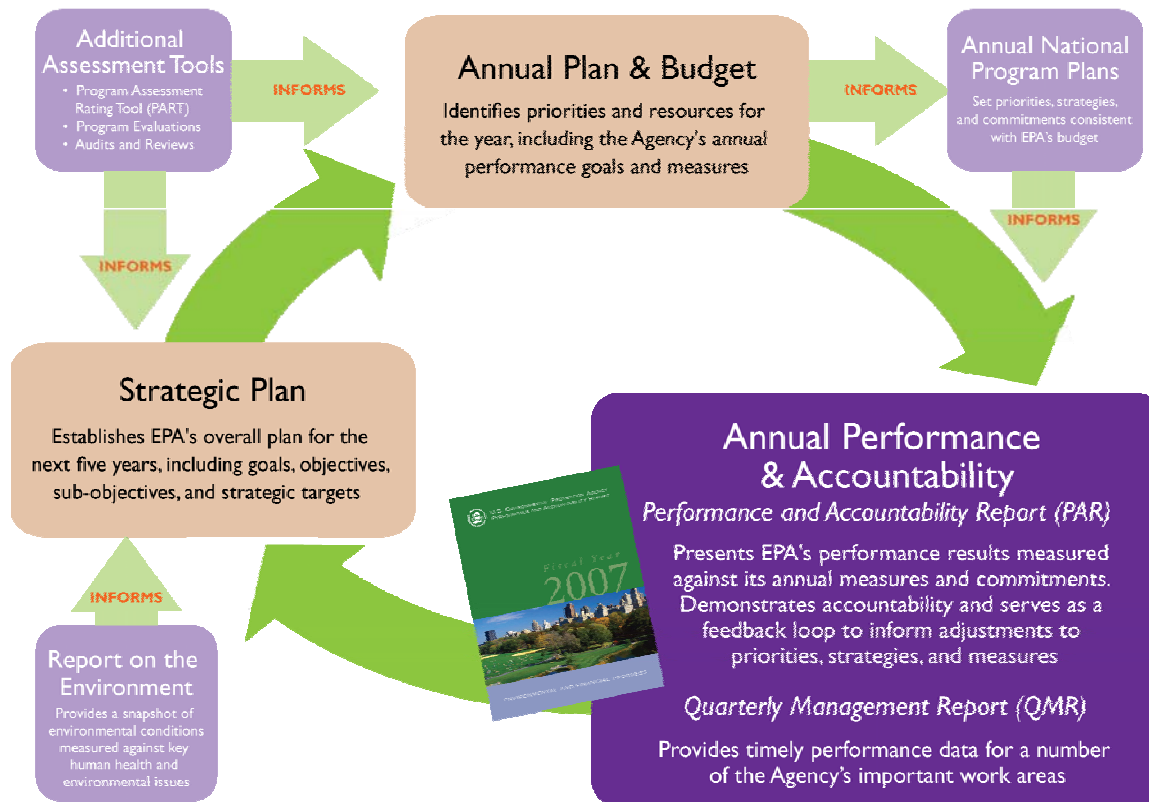 Additional
Assessment Tools
• Program Assessment
Rating Tool (PART)
• Program Evaluations
• Audits and Reviews
INFORMS
Annual Plan & Budget
Identifies priorities and resources for
the year, including the Agency's annual
performance goals and measures
INFORMS
Annual National
Program Plans
Set priorities, strategies,
and commitments consistent
with EPA's budget
INFORMS
INFORMS
Strategic Plan
Establishes EPA's overall plan for the
next five years, including goals, objectives,
sub-objectives, and strategic targets
INFORMS
Report on the
Environment
Provides a snapshot of
environmental conditions
measured against key
human health and
environmental issues
U.S. Environmental Protection Agency
Performance and Accountability Report
Fiscal Year
2007
Annual Performance
& Accountability
Performance and Accountability Report (PAR)
Presents EPA's performance results measured
against its annual measures and commitments.
Demonstrates accountability and serves as a
feedback loop to inform adjustments to
priorities, strategies, and measures
Quarterly Management Report (QMR)
Provides timely performance data for a number
of the Agency's important work areas